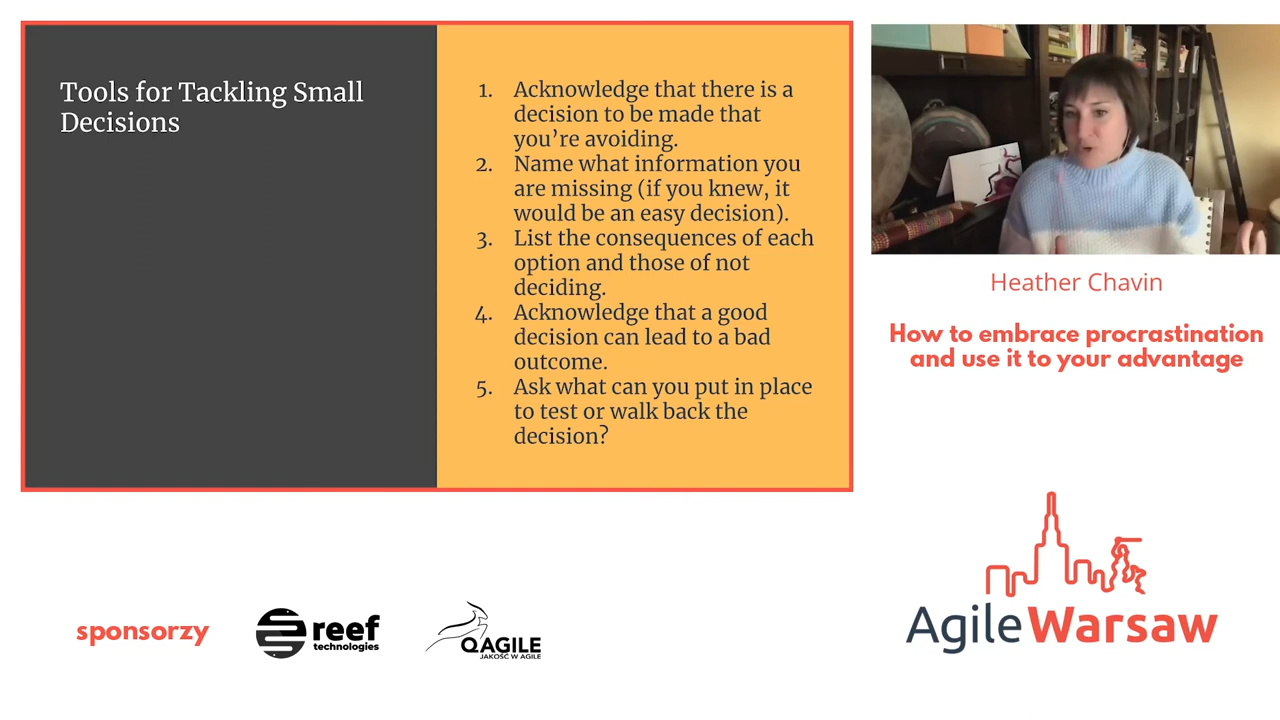 Tools for Tackling Small
Decisions
1. Acknowledge that there is a
decision to be made that
you're avoiding.
2. Name what information you
are missing (if you knew, it
would be an easy decision).
3. List the consequences of each
option and those of not
deciding.
4. Acknowledge that a good
decision can lead to a bad
outcome.
5. Ask what can you put in place
to test or walk back the
decision?
Heather Chavin
How to embrace procrastination
and use it to your advantage
sponsorzy
reef
technologies
QAGILE
JAKOŚĆ W AGILE
AgileWarsaw